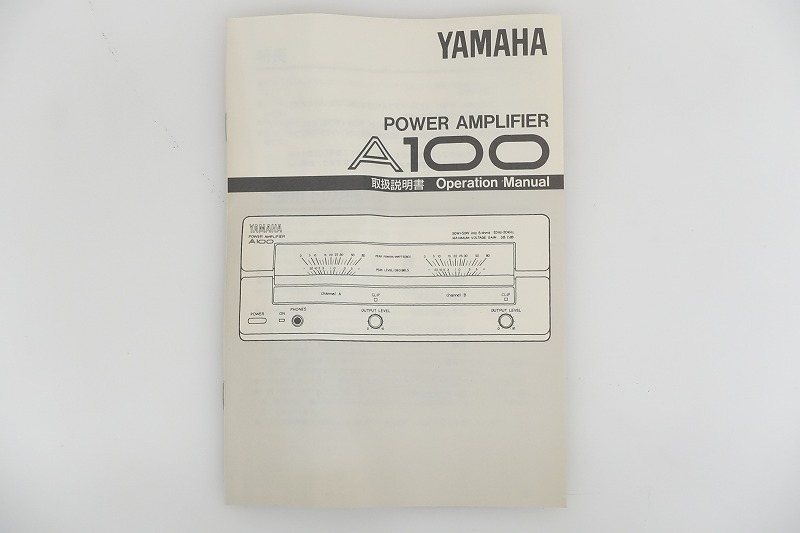 YAMAHA
POWER AMPLIFIER
A100
取扱説明書 Operation Manual
YAMAHA
POWER AMPLIFIER
A100
Channel A
CLIP
Channel B
CLIP
POWER
ON
PHONES
OUTPUT LEVEL
OUTPUT LEVEL